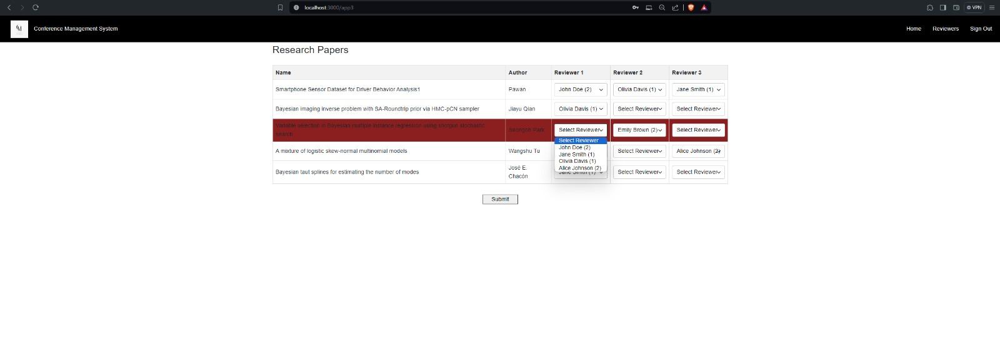 localhost:3000/app3
VPN
Conference Management System
Home
Reviewers
Sign Out
Research Papers
Name
Author
Reviewer 1
Reviewer 2
Reviewer 3
Smartphone Sensor Dataset for Driver Behavior Analysis1
Pawan
John Doe (2)
Olivia Davis (1)
Jane Smith (1)
Bayesian imaging inverse problem with SA-Roundtrip prior via HMC-pCN sampler
Jiayu Qian
Olivia Davis (1)
Select Reviewer
Select Reviewer
Variable selection in Bayesian multiple instance regression using shotgun stochastic
search
Seongoh Park
Select Reviewer
Emily Brown (2)
Select Reviewer
Select Reviewer
John Doe (2)
Jane Smith (1)
Olivia Davis (1)
Alice Johnson (2)
A mixture of logistic skew-normal multinomial models
Wangshu Tu
Select Reviewer
Alice Johnson (2)
Bayesian taut splines for estimating the number of modes
José E.
Chacón
Jane Smith (1)
Select Reviewer
Select Reviewer
Submit